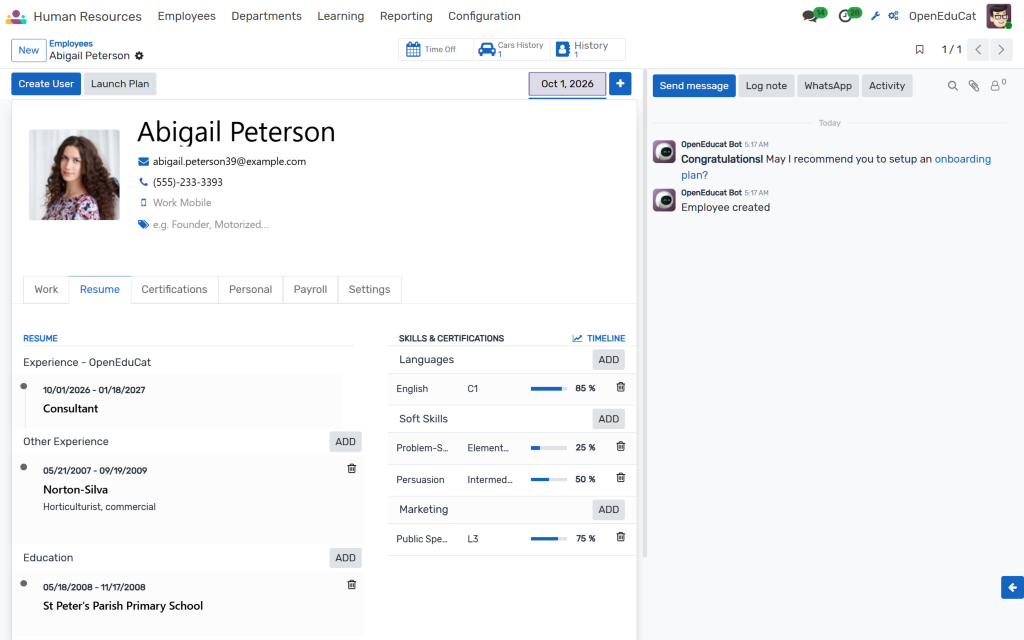 Human Resources Employees Departments Learning Reporting Configuration 14 26 OpenEduCat
New Employees
Abigail Peterson
Time Off Cars History 1 History 1 1 / 1
Create User Launch Plan Oct 1, 2026 +
Send message Log note WhatsApp Activity 0
Abigail Peterson
abigail.peterson39@example.com
(555)-233-3393
Work Mobile
e.g. Founder, Motorized...
Today
OpenEducat Bot 5:17 AM
Congratulations! May I recommend you to setup an onboarding
plan?
OpenEducat Bot 5:17 AM
Employee created
Work Resume Certifications Personal Payroll Settings
RESUME
Experience - OpenEduCat
10/01/2026 - 01/18/2027
Consultant
Other Experience ADD
05/21/2007 - 09/19/2009
Norton-Silva
Horticulturist, commercial
Education ADD
05/18/2008 - 11/17/2008
St Peter's Parish Primary School
SKILLS & CERTIFICATIONS TIMELINE
Languages ADD
English C1 85 %
Soft Skills ADD
Problem-S... Element... 25 %
Persuasion Intermed... 50 %
Marketing ADD
Public Spe... L3 75 %